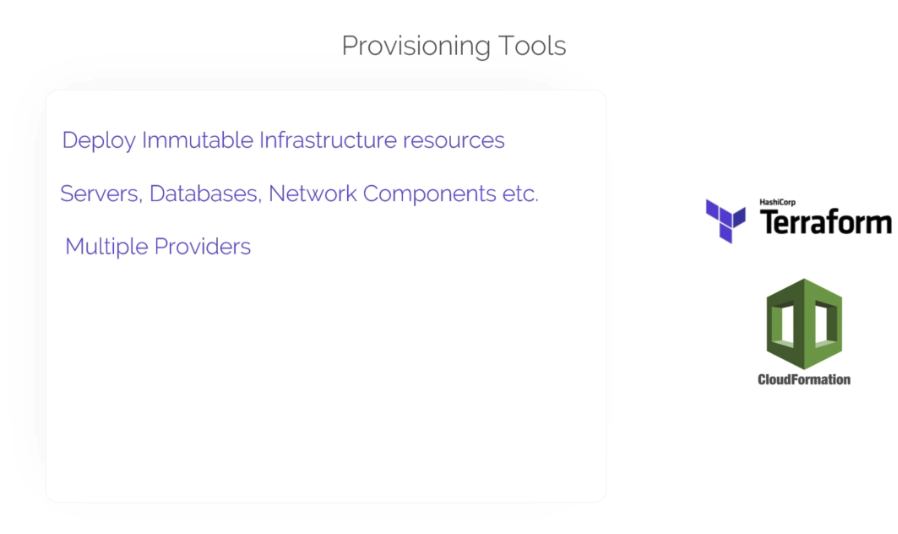 Provisioning Tools
Deploy Immutable Infrastructure resources
Servers, Databases, Network Components etc.
Multiple Providers
HashiCorp
Terraform
CloudFormation